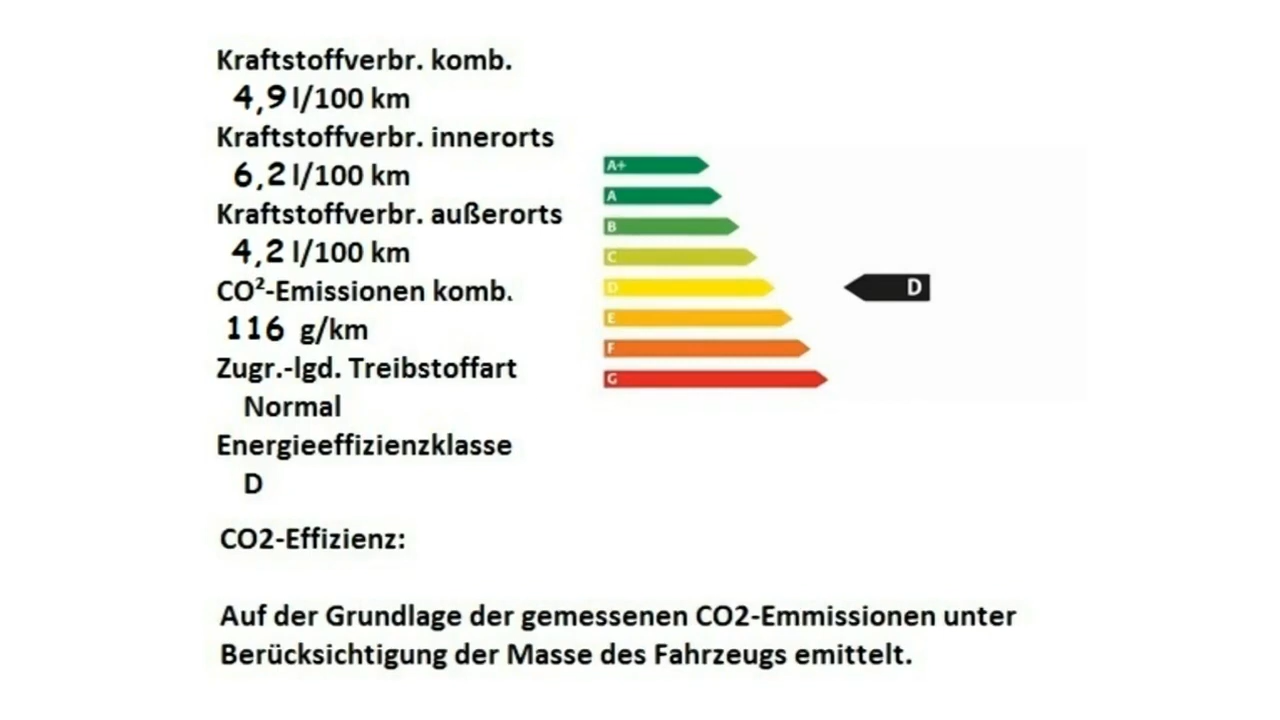 Kraftstoffverbr. komb.
4,9 l/100 km
Kraftstoffverbr. innerorts
6,2 l/100 km
Kraftstoffverbr. außerorts
4,2 l/100 km
CO²-Emissionen komb.
116 g/km
Zugr.-lgd. Treibstoffart
Normal
Energieeffizienzklasse
D
A+
A
B
C
D
E
F
G
D
CO2-Effizienz:
Auf der Grundlage der gemessenen CO2-Emmissionen unter
Berücksichtigung der Masse des Fahrzeugs emittelt.